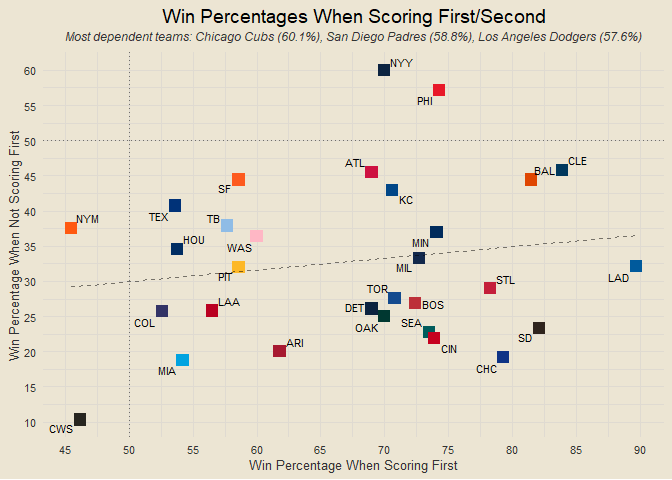 Win Percentages When Scoring First/Second
Most dependent teams: Chicago Cubs (60.1%), San Diego Padres (58.8%), Los Angeles Dodgers (57.6%)
Win Percentage When Not Scoring First
60
55
50
45
40
35
30
25
20
15
10
NYY
PHI
ATL
CLE
BAL
SF
KC
NYM
TEX
TB
HOU
WAS
MIN
PIT
MIL
LAD
STL
TOR
LAA
DET
BOS
COL
OAK
SEA
SD
CIN
ARI
MIA
CHC
CWS
45
50
55
60
65
70
75
80
85
90
Win Percentage When Scoring First